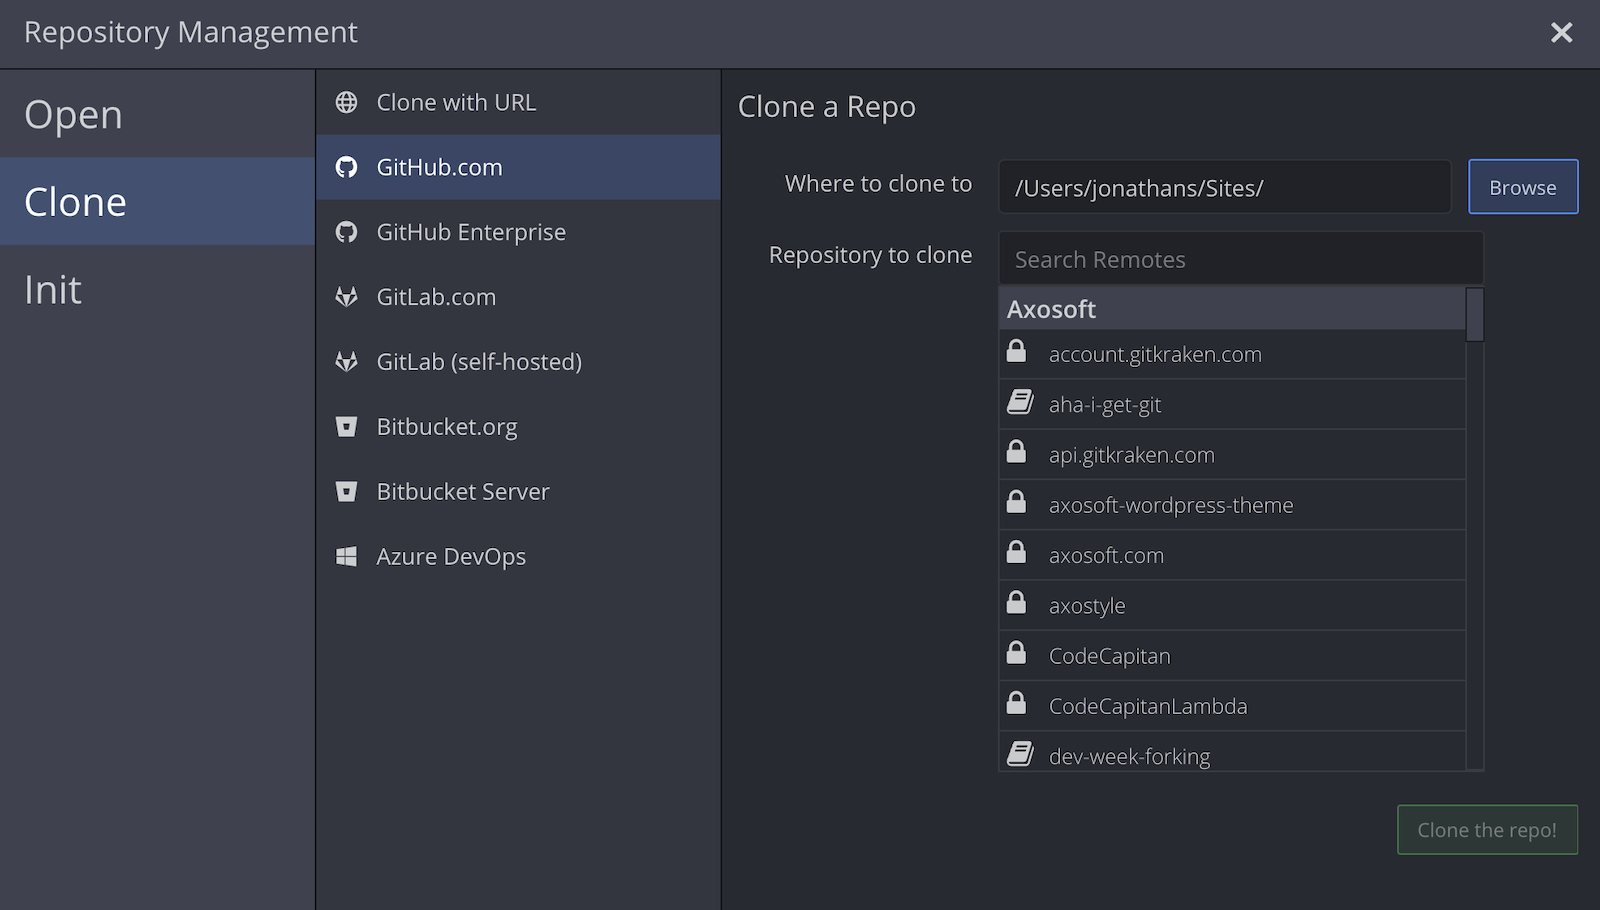 Repository Management
Open
Clone
Init
Clone with URL
GitHub.com
GitHub Enterprise
GitLab.com
GitLab (self-hosted)
Bitbucket.org
Bitbucket Server
Azure DevOps
Clone a Repo
Where to clone to
/Users/jonathans/Sites/
Browse
Repository to clone
Search Remotes
Axosoft
account.gitkraken.com
aha-i-get-git
api.gitkraken.com
axosoft-wordpress-theme
axosoft.com
axostyle
CodeCapitan
CodeCapitanLambda
dev-week-forking
Clone the repo!